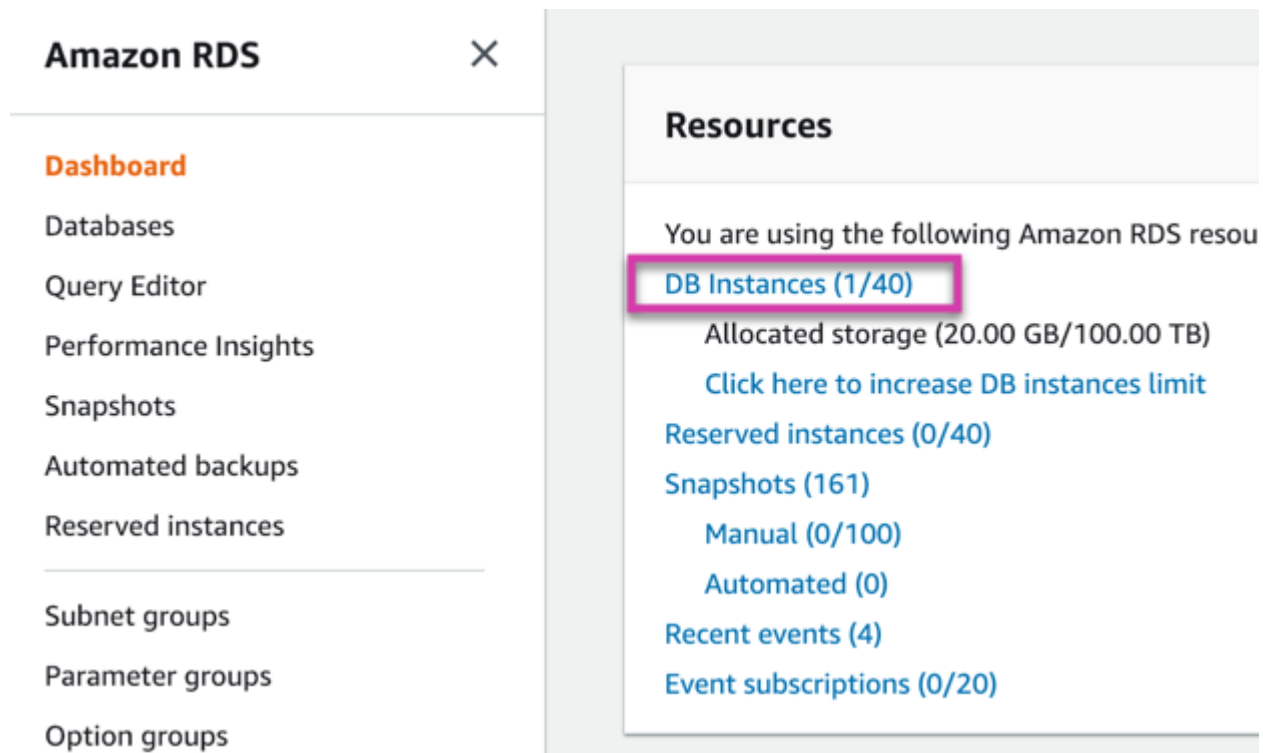 Amazon RDS
Dashboard
Databases
Query Editor
Performance Insights
Snapshots
Automated backups
Reserved instances
Subnet groups
Parameter groups
Option groups
Resources
You are using the following Amazon RDS resou
DB Instances (1/40)
Allocated storage (20.00 GB/100.00 TB)
Click here to increase DB instances limit
Reserved instances (0/40)
Snapshots (161)
Manual (0/100)
Automated (0)
Recent events (4)
Event subscriptions (0/20)